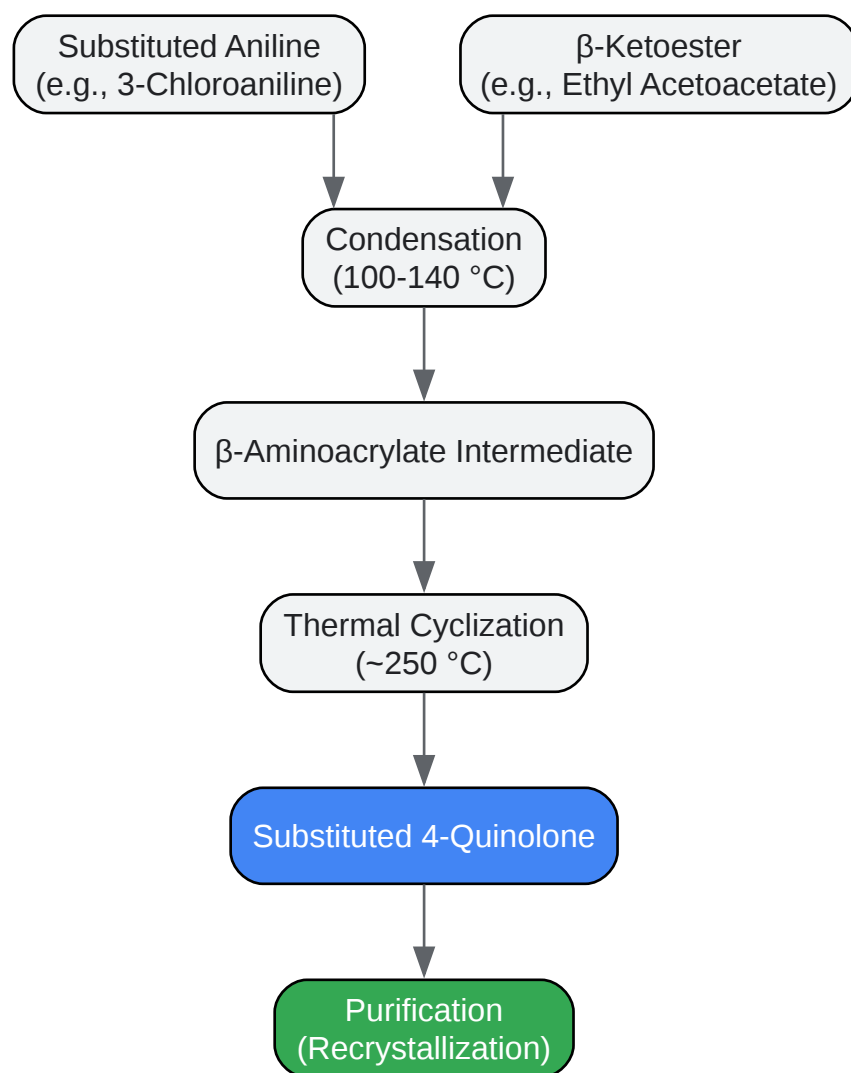 Substituted Aniline
(e.g., 3-Chloroaniline)
β-Ketoester
(e.g., Ethyl Acetoacetate)
Condensation
(100-140 °C)
β-Aminoacrylate Intermediate
Thermal Cyclization
(~250 °C)
Substituted 4-Quinolone
Purification
(Recrystallization)